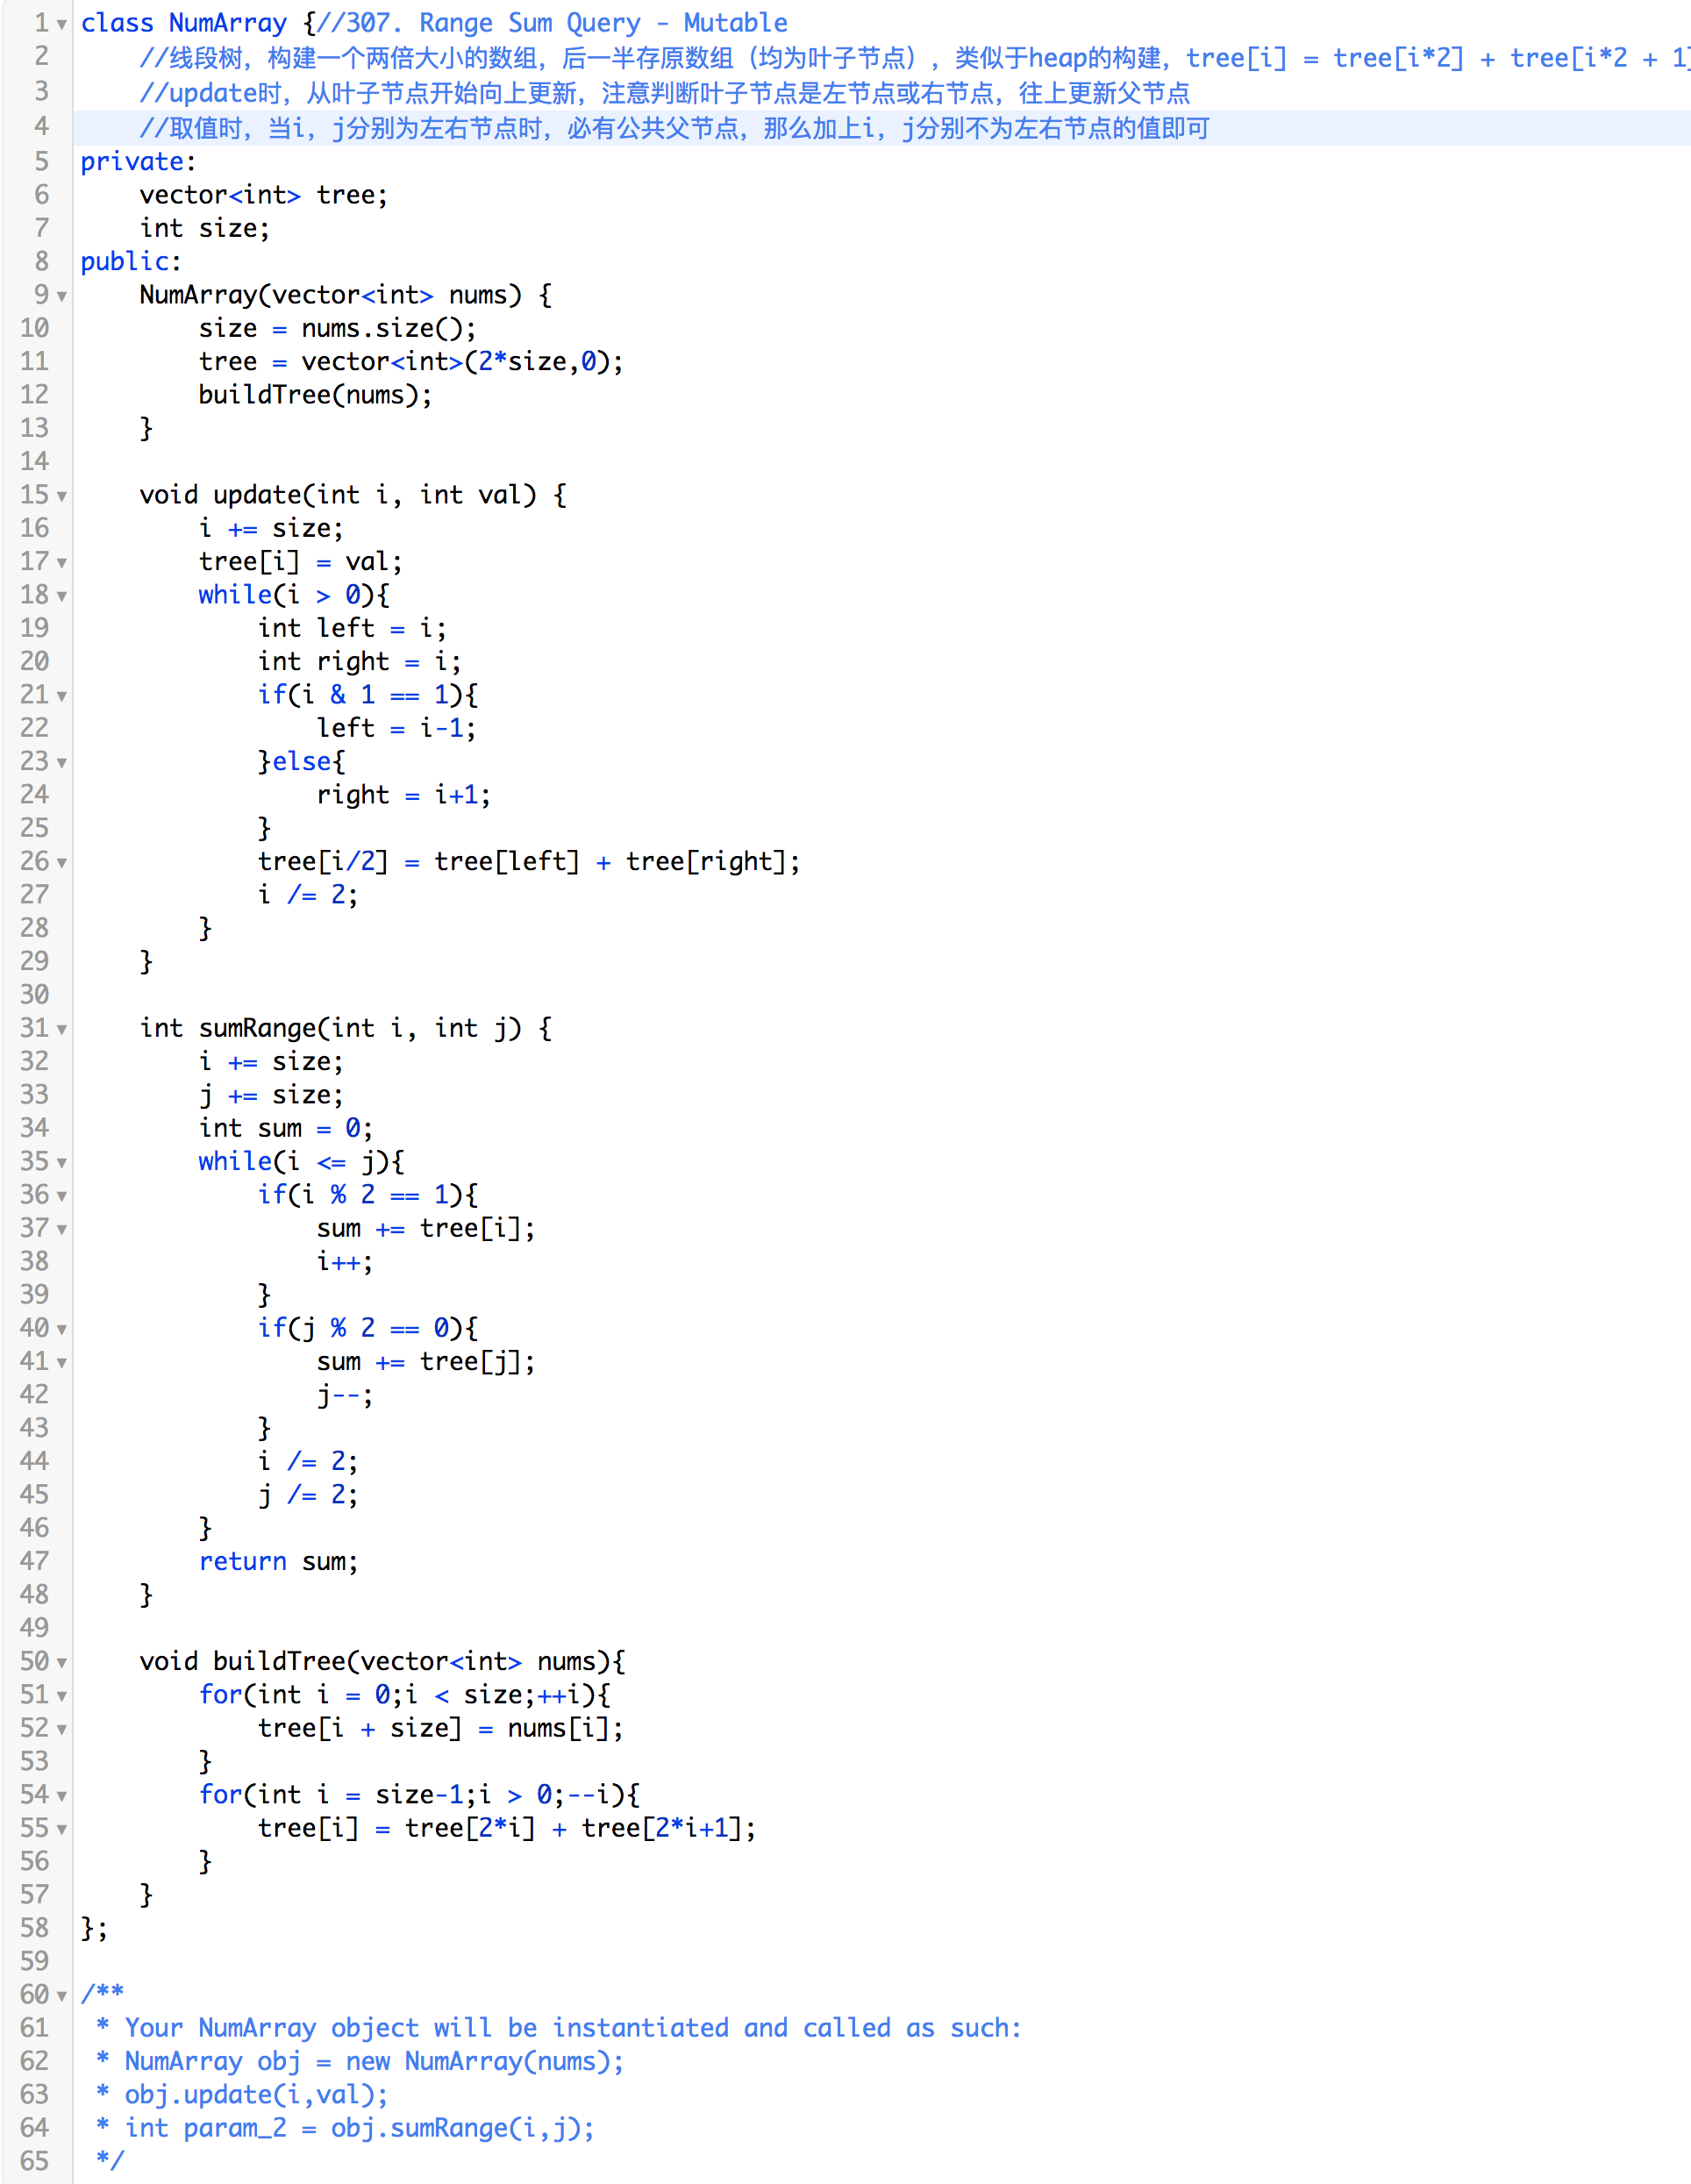 1 class NumArray {//307. Range Sum Query - Mutable
2     //线段树，构建一个两倍大小的数组，后一半存原数组（均为叶子节点），类似于heap的构建，tree[i] = tree[i*2] + tree[i*2 + 1]
3     //update时，从叶子节点开始向上更新，注意判断叶子节点是左节点或右节点，往上更新父节点
4     //取值时，当i，j分别为左右节点时，必有公共父节点，那么加上i，j分别不为左右节点的值即可
5 private:
6     vector<int> tree;
7     int size;
8 public:
9     NumArray(vector<int> nums) {
10         size = nums.size();
11         tree = vector<int>(2*size,0);
12         buildTree(nums);
13     }
14
15     void update(int i, int val) {
16         i += size;
17         tree[i] = val;
18         while(i > 0){
19             int left = i;
20             int right = i;
21             if(i & 1 == 1){
22                 left = i-1;
23             }else{
24                 right = i+1;
25             }
26             tree[i/2] = tree[left] + tree[right];
27             i /= 2;
28         }
29     }
30
31     int sumRange(int i, int j) {
32         i += size;
33         j += size;
34         int sum = 0;
35         while(i <= j){
36             if(i % 2 == 1){
37                 sum += tree[i];
38                 i++;
39             }
40             if(j % 2 == 0){
41                 sum += tree[j];
42                 j--;
43             }
44             i /= 2;
45             j /= 2;
46         }
47         return sum;
48     }
49
50     void buildTree(vector<int> nums){
51         for(int i = 0;i < size;++i){
52             tree[i + size] = nums[i];
53         }
54         for(int i = size-1;i > 0;--i){
55             tree[i] = tree[2*i] + tree[2*i+1];
56         }
57     }
58 };
59
60 /**
61  * Your NumArray object will be instantiated and called as such:
62  * NumArray obj = new NumArray(nums);
63  * obj.update(i,val);
64  * int param_2 = obj.sumRange(i,j);
65  */